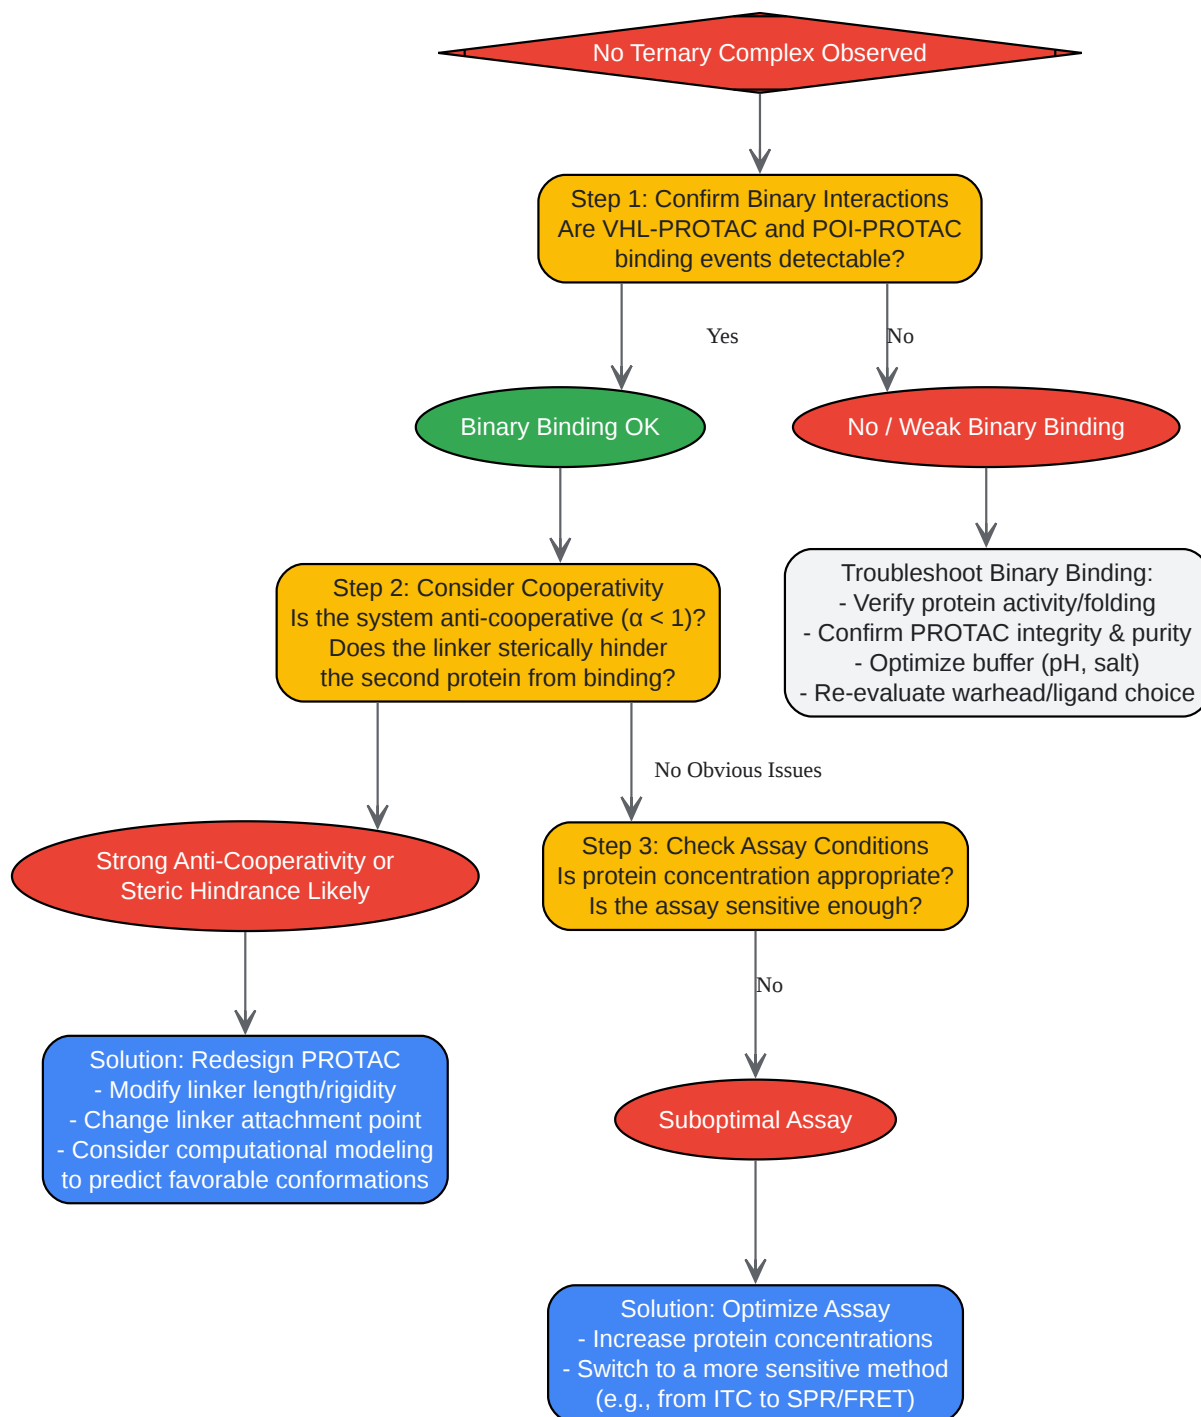 No Ternary Complex Observed
Step 1: Confirm Binary Interactions
Are VHL-PROTAC and POI-PROTAC
binding events detectable?
Yes
No
Binary Binding OK
No / Weak Binary Binding
Step 2: Consider Cooperativity
Is the system anti-cooperative (α < 1)?
Does the linker sterically hinder
the second protein from binding?
Troubleshoot Binary Binding:
- Verify protein activity/folding
- Confirm PROTAC integrity & purity
- Optimize buffer (pH, salt)
- Re-evaluate warhead/ligand choice
No Obvious Issues
Strong Anti-Cooperativity or
Steric Hindrance Likely
Step 3: Check Assay Conditions
Is protein concentration appropriate?
Is the assay sensitive enough?
No
Solution: Redesign PROTAC
- Modify linker length/rigidity
- Change linker attachment point
- Consider computational modeling
to predict favorable conformations
Suboptimal Assay
Solution: Optimize Assay
- Increase protein concentrations
- Switch to a more sensitive method
(e.g., from ITC to SPR/FRET)